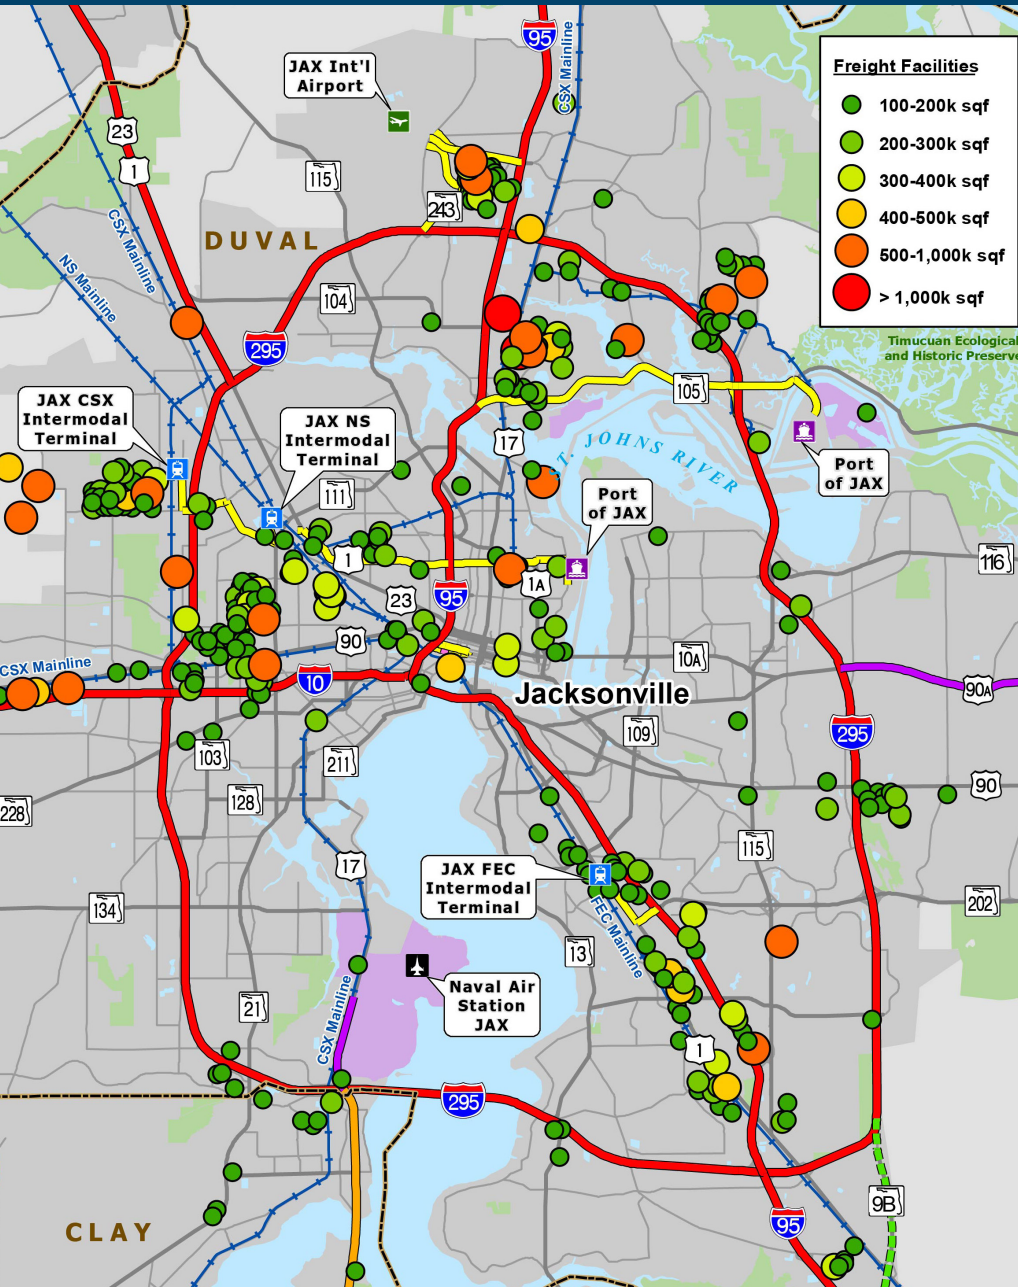 95
CSX Mainline
JAX Int'l
Airport
Freight Facilities
100-200k sqf
200-300k sqf
300-400k sqf
400-500k sqf
500-1,000k sqf
> 1,000k sqf
23
1
115
243
CSX Mainline
DUVAL
NS Mainline
104
295
Timucuan Ecological
and Historic Preserve
JAX CSX
Intermodal
Terminal
JAX NS
Intermodal
Terminal
105
17
ST. JOHNS RIVER
Port
of JAX
111
Port
of JAX
1
116
1A
23
95
90
CSX Mainline
10A
10
Jacksonville
90A
109
295
103
211
90
128
228
115
17
JAX FEC
Intermodal
Terminal
134
202
FEC Mainline
13
Naval Air
Station
JAX
CSX Mainline
21
1
295
9B
95
CLAY